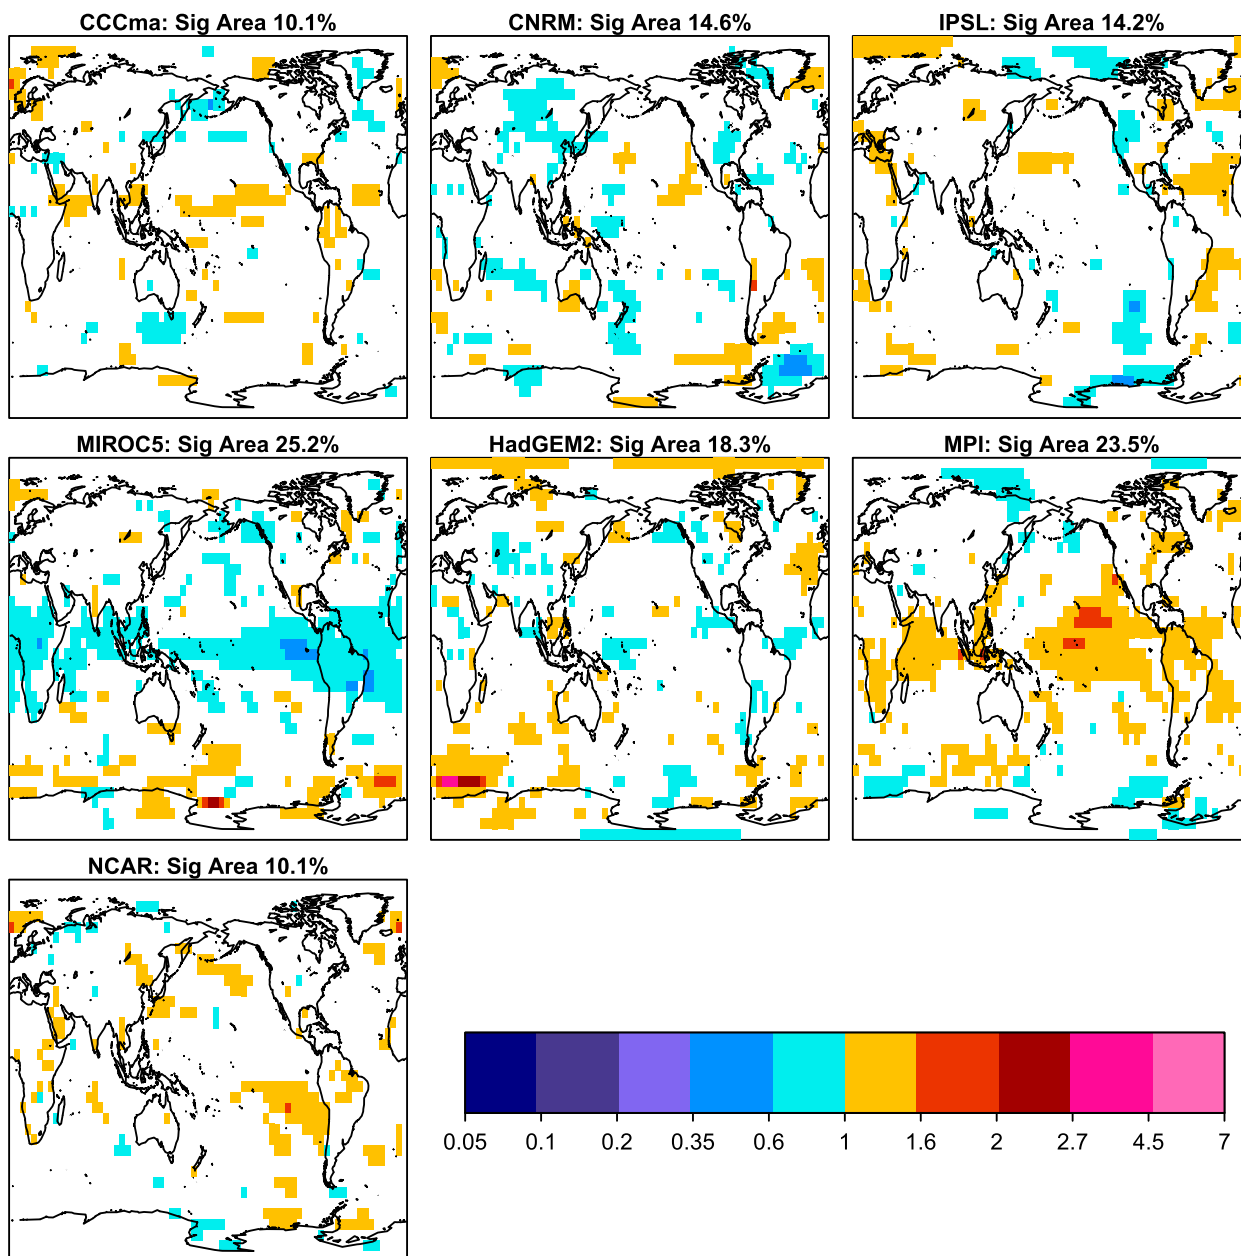 CCCma: Sig Area 10.1%
CNRM: Sig Area 14.6%
IPSL: Sig Area 14.2%
MIROC5: Sig Area 25.2%
HadGEM2: Sig Area 18.3%
MPI: Sig Area 23.5%
NCAR: Sig Area 10.1%
0.05 0.1 0.2 0.35 0.6 1 1.6 2 2.7 4.5 7